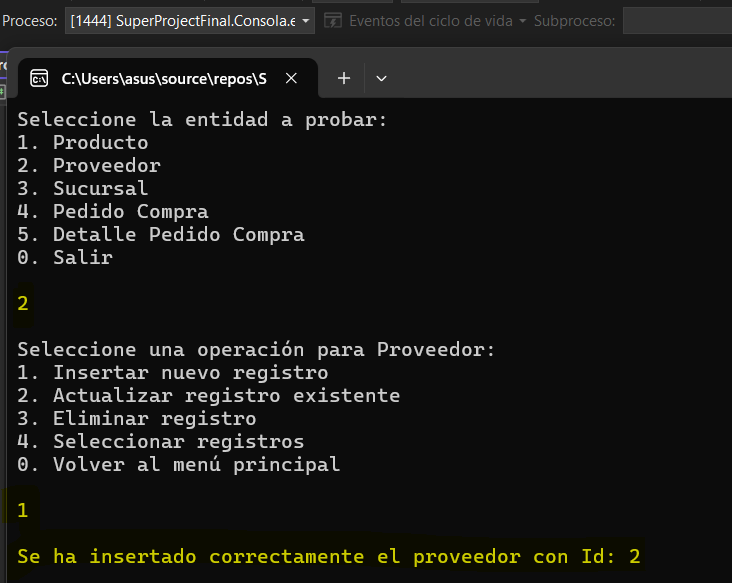 Proceso: [1444] SuperProjectFinal.Consola.e Eventos del ciclo de vida Subproceso:
C:\Users\asus\source\repos\S
Seleccione la entidad a probar:
1. Producto
2. Proveedor
3. Sucursal
4. Pedido Compra
5. Detalle Pedido Compra
0. Salir
2
Seleccione una operación para Proveedor:
1. Insertar nuevo registro
2. Actualizar registro existente
3. Eliminar registro
4. Seleccionar registros
0. Volver al menú principal
1
Se ha insertado correctamente el proveedor con Id: 2